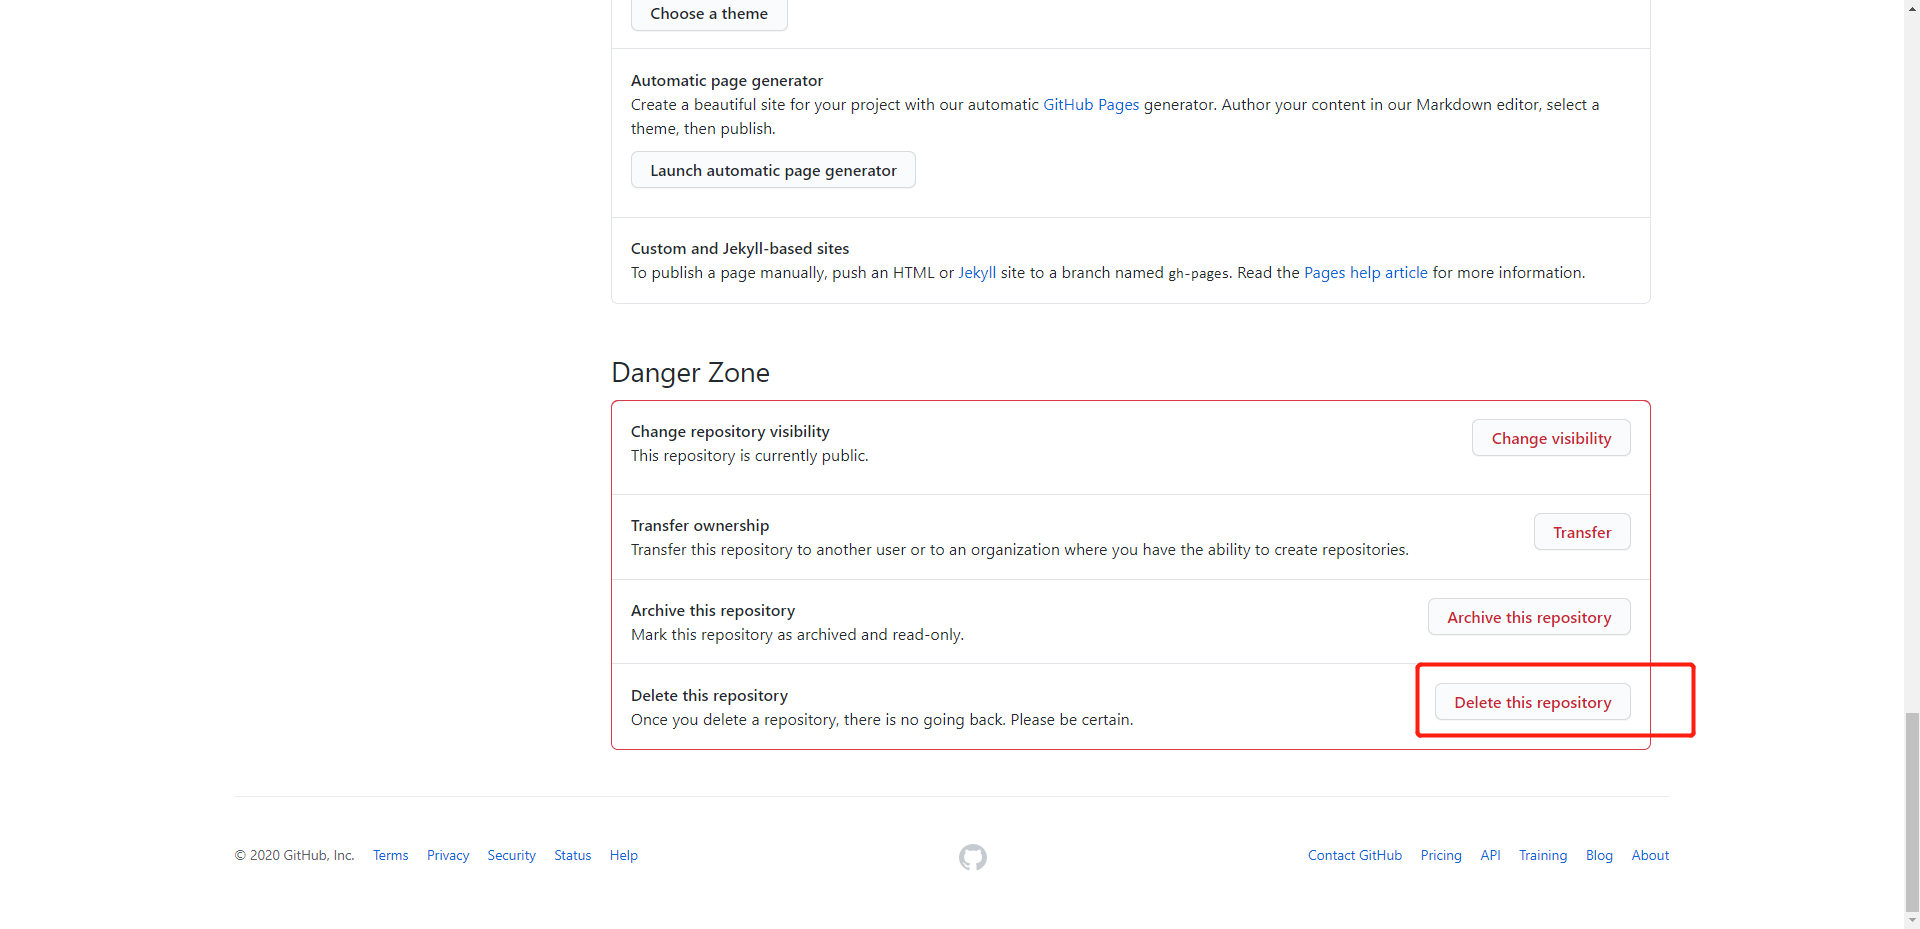 Choose a theme
Automatic page generator
Create a beautiful site for your project with our automatic GitHub Pages generator. Author your content in our Markdown editor, select a
theme, then publish.
Launch automatic page generator
Custom and Jekyll-based sites
To publish a page manually, push an HTML or Jekyll site to a branch named gh-pages. Read the Pages help article for more information.
Danger Zone
Change repository visibility
This repository is currently public.
Change visibility
Transfer ownership
Transfer this repository to another user or to an organization where you have the ability to create repositories.
Transfer
Archive this repository
Mark this repository as archived and read-only.
Archive this repository
Delete this repository
Once you delete a repository, there is no going back. Please be certain.
Delete this repository
© 2020 GitHub, Inc. Terms Privacy Security Status Help Contact GitHub Pricing API Training Blog About